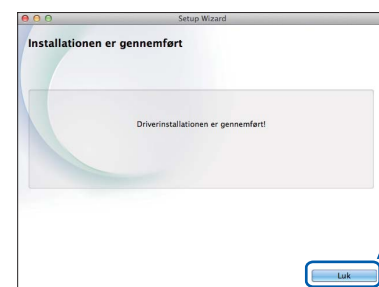 Setup Wizard
Installationen er gennemført
Driverinstallationen er gennemført!
Luk